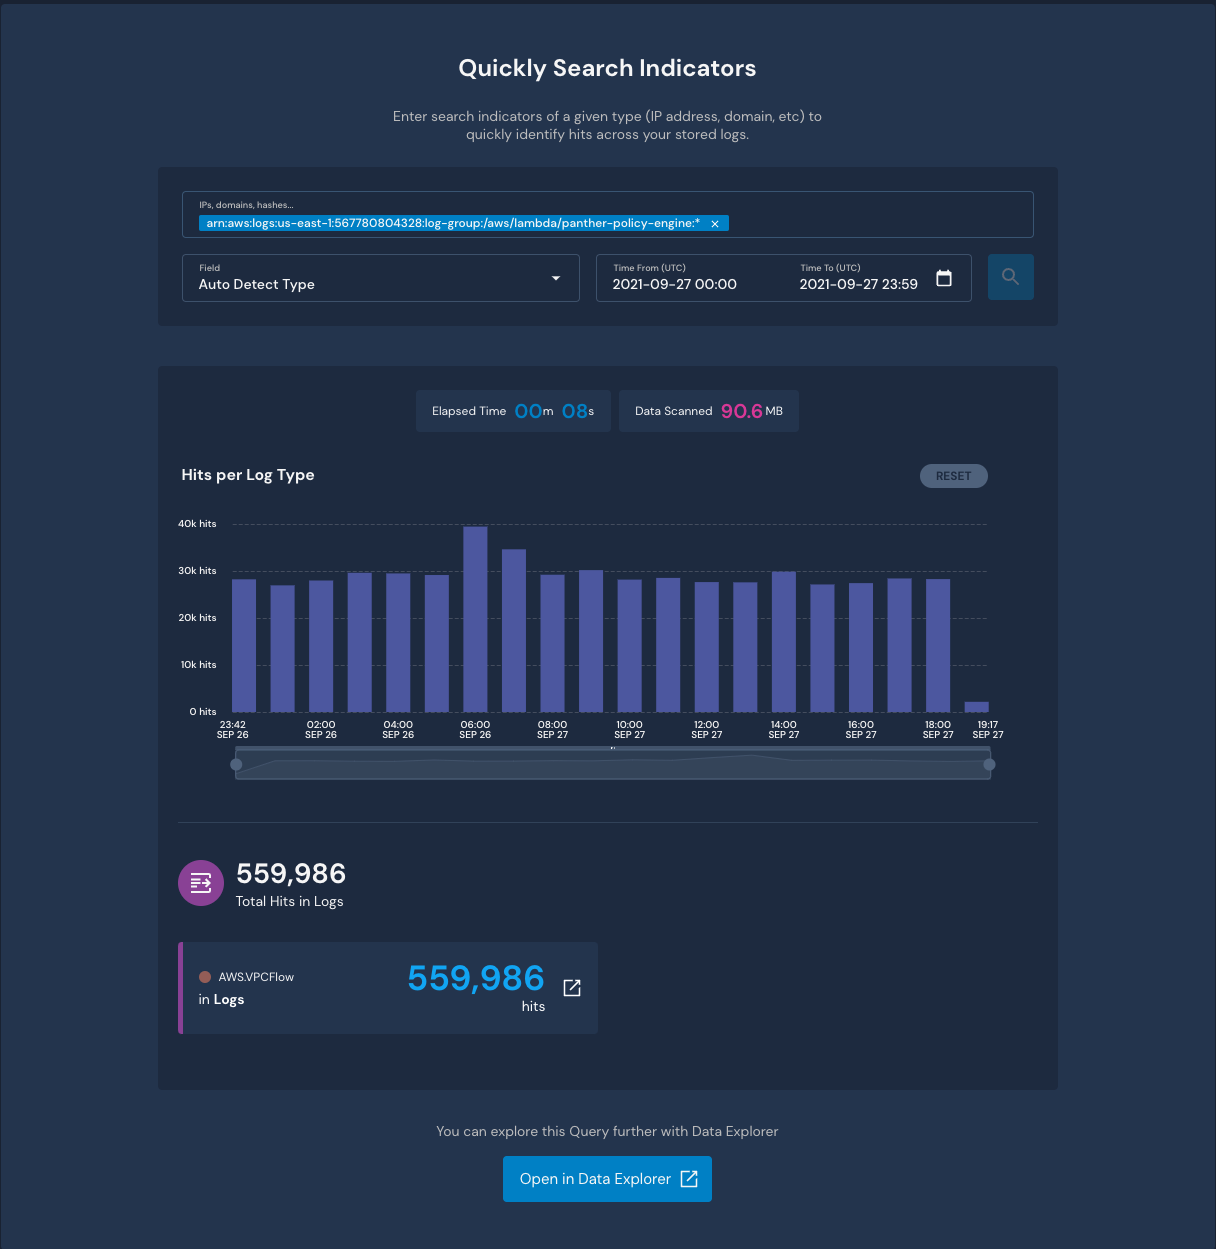 Quickly Search Indicators
Enter search indicators of a given type (IP address, domain, etc) to
quickly identify hits across your stored logs.
IPs, domains, hashes...
arn:aws:logs:us-east-1:567780804328:log-group:/aws/lambda/panther-policy-engine:* ×
Field
Auto Detect Type
Time From (UTC)
2021-09-27 00:00
Time To (UTC)
2021-09-27 23:59
Elapsed Time 00m 08s
Data Scanned 90.6 MB
Hits per Log Type
RESET
40k hits
30k hits
20k hits
10k hits
0 hits
23:42 02:00 04:00 06:00 08:00 10:00 12:00 14:00 16:00 18:00 19:17
SEP 26 SEP 26 SEP 26 SEP 26 SEP 27 SEP 27 SEP 27 SEP 27 SEP 27 SEP 27 SEP 27
559,986
Total Hits in Logs
AWS.VPCFlow
in Logs
559,986
hits
You can explore this Query further with Data Explorer
Open in Data Explorer